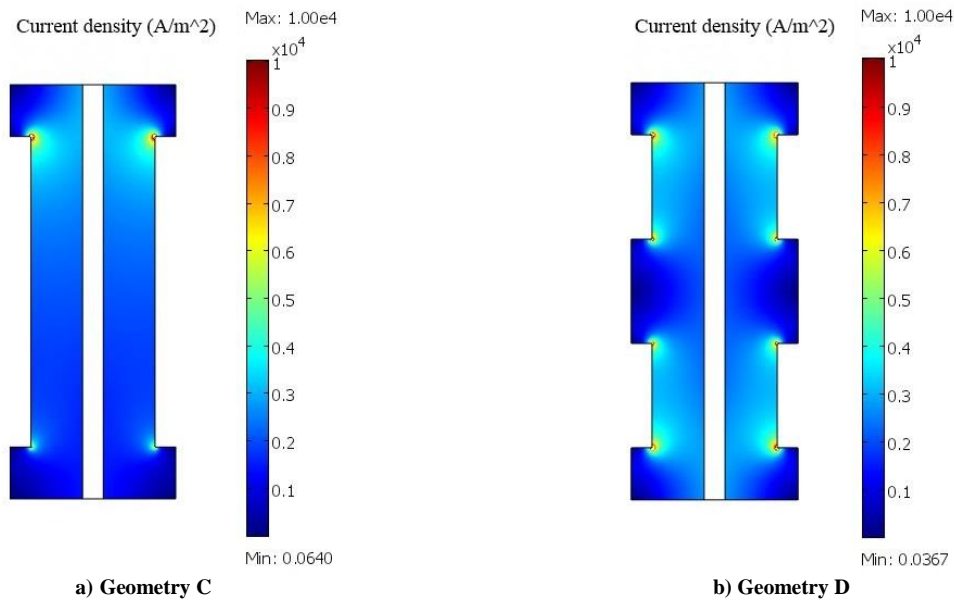 Current density (A/m^2)
Max: 1.00e4
x10^4
1
0.9
0.8
0.7
0.6
0.5
0.4
0.3
0.2
0.1
Min: 0.0640
a) Geometry C
Current density (A/m^2)
Max: 1.00e4
x10^4
1
0.9
0.8
0.7
0.6
0.5
0.4
0.3
0.2
0.1
Min: 0.0367
b) Geometry D